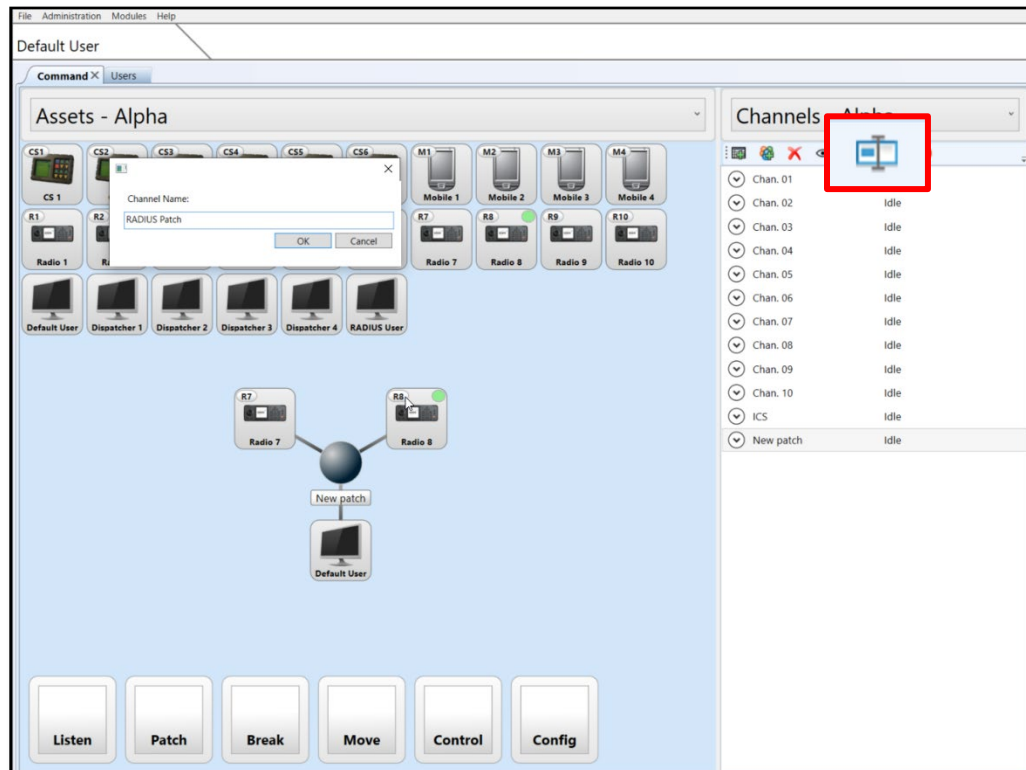 File Administration Modules Help
Default User
Command Users
Assets - Alpha
Channels - Alpha
CS1 CS2 CS3 CS4 CS5 CS6 M1 M2 M3 M4
CS 1 Mobile 1 Mobile 2 Mobile 3 Mobile 4
Channel Name:
RADIUS Patch
OK Cancel
R1 R2 R7 R8 R9 R10
Radio 1 Radio 7 Radio 8 Radio 9 Radio 10
Default User Dispatcher 1 Dispatcher 2 Dispatcher 3 Dispatcher 4 RADIUS User
R7 R8
Radio 7 Radio 8
New patch
Default User
Listen Patch Break Move Control Config
Chan. 01
Chan. 02 Idle
Chan. 03 Idle
Chan. 04 Idle
Chan. 05 Idle
Chan. 06 Idle
Chan. 07 Idle
Chan. 08 Idle
Chan. 09 Idle
Chan. 10 Idle
ICS Idle
New patch Idle